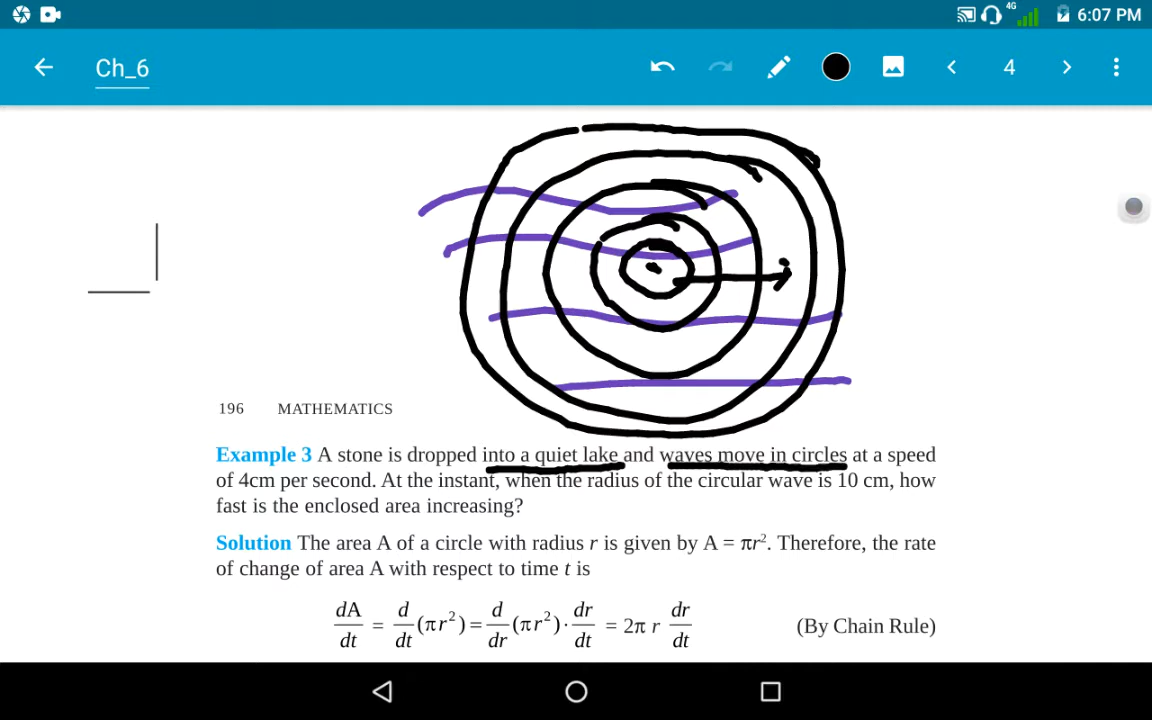 4G 6:07 PM
Ch_6 4
196 MATHEMATICS
Example 3 A stone is dropped into a quiet lake and waves move in circles at a speed
of 4cm per second. At the instant, when the radius of the circular wave is 10 cm, how
fast is the enclosed area increasing?
Solution The area A of a circle with radius r is given by A = πr². Therefore, the rate
of change of area A with respect to time t is
dA/dt = d/dt (πr²) = d/dr (πr²) · dr/dt = 2π r dr/dt (By Chain Rule)